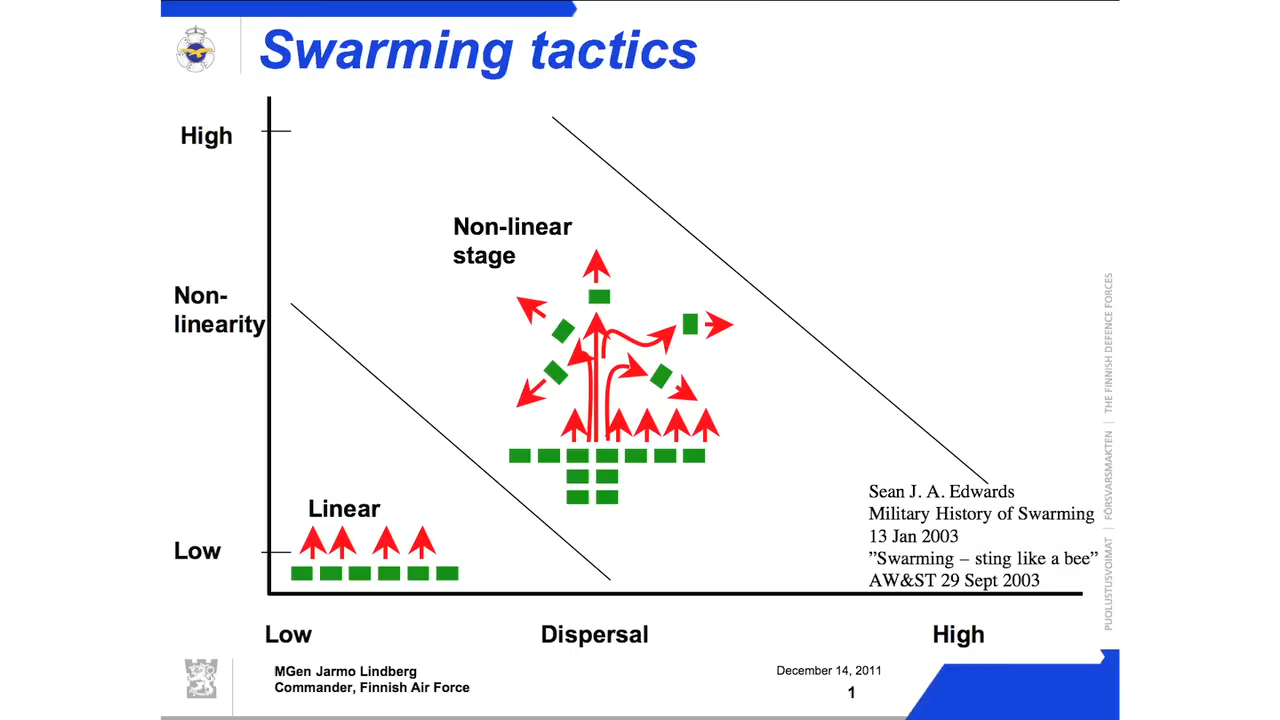 Swarming tactics
High
Non-linear
stage
Non-
linearity
Linear
Low
Sean J. A. Edwards
Military History of Swarming
13 Jan 2003
”Swarming – sting like a bee”
AW&ST 29 Sept 2003
Low
Dispersal
High
PUOLUSTUSVOIMAT | FÖRSVARSMAKTEN | THE FINNISH DEFENCE FORCES
MGen Jarmo Lindberg
Commander, Finnish Air Force
December 14, 2011
1